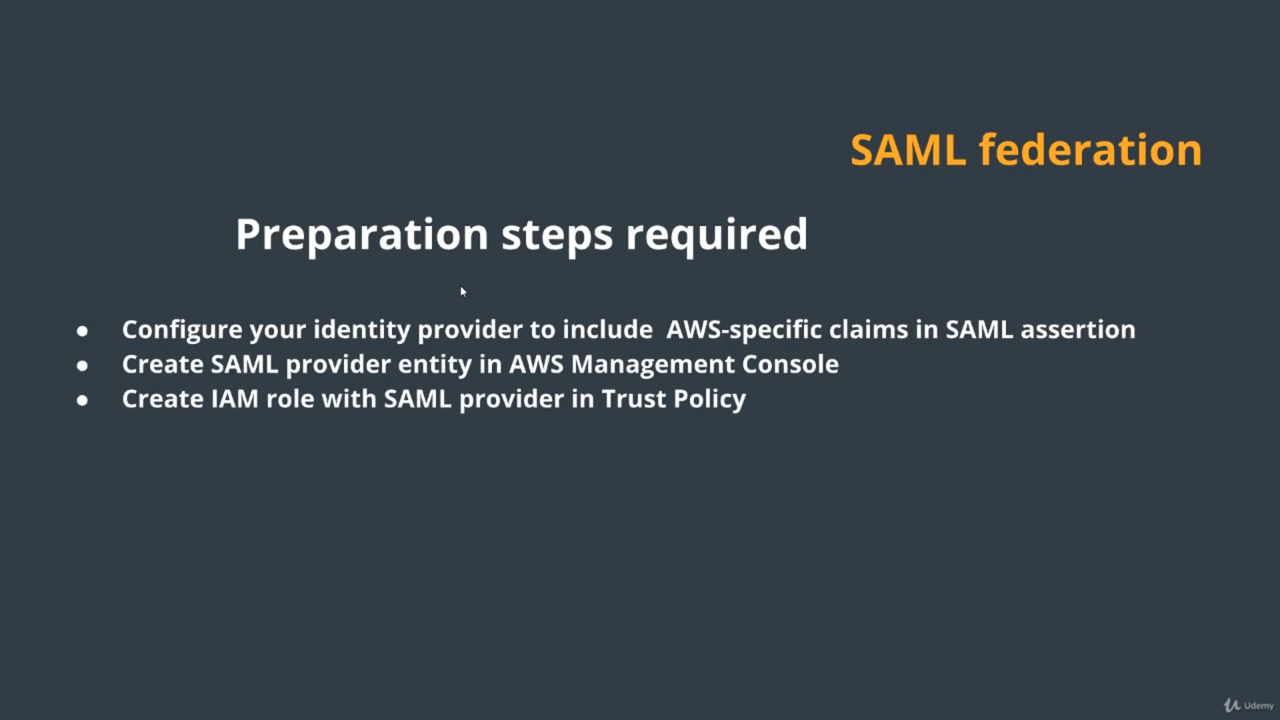 SAML federation
Preparation steps required
● Configure your identity provider to include  AWS-specific claims in SAML assertion
● Create SAML provider entity in AWS Management Console
● Create IAM role with SAML provider in Trust Policy
Udemy